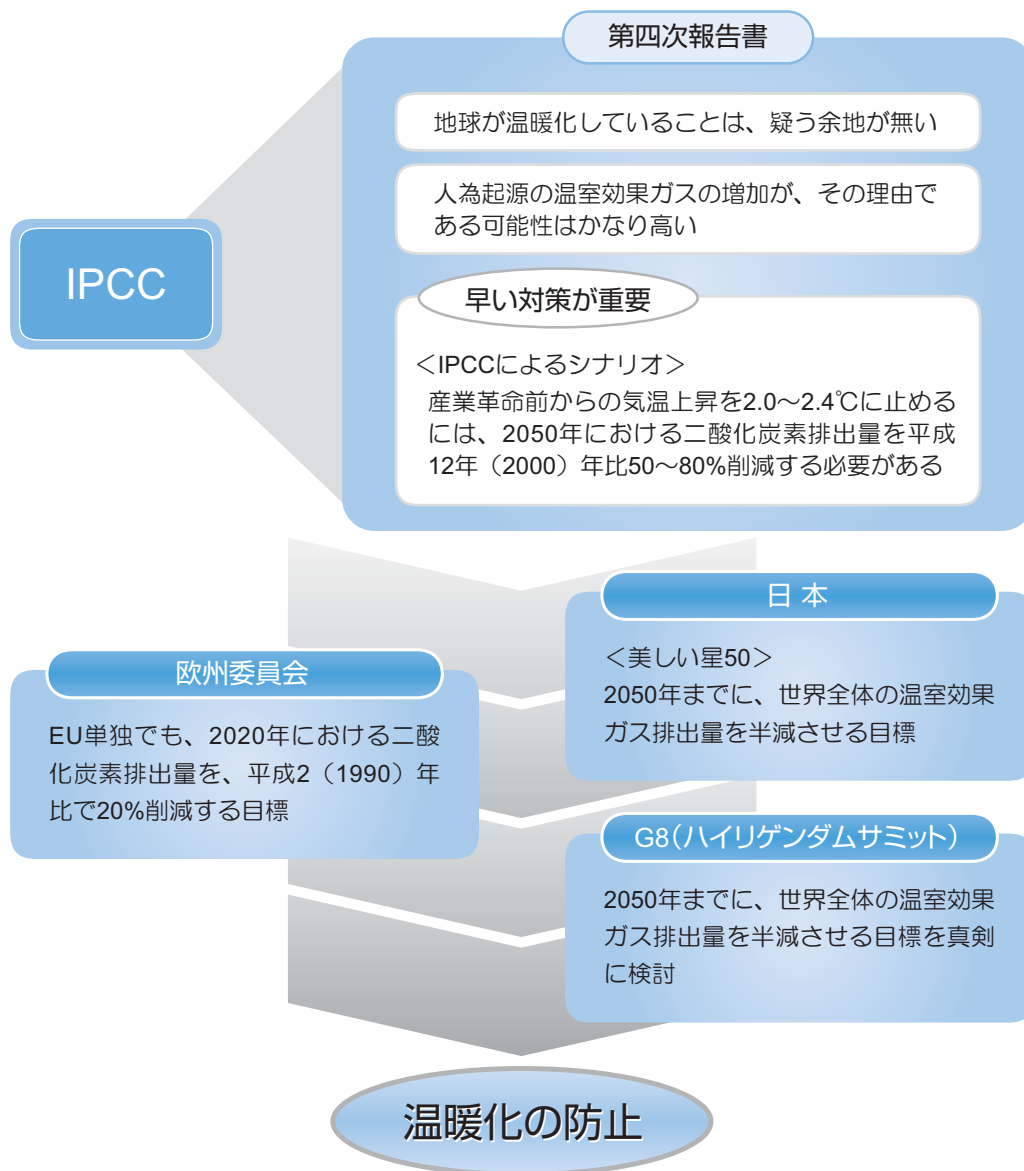 第四次報告書
地球が温暖化していることは、疑う余地が無い
人為起源の温室効果ガスの増加が、その理由で
ある可能性はかなり高い
IPCC
早い対策が重要
＜IPCCによるシナリオ＞
産業革命前からの気温上昇を2.0～2.4℃に止める
には、2050年における二酸化炭素排出量を平成
12年（2000）年比50～80%削減する必要がある
日 本
＜美しい星50＞
2050年までに、世界全体の温室効果
ガス排出量を半減させる目標
欧州委員会
EU単独でも、2020年における二酸
化炭素排出量を、平成2（1990）年
比で20%削減する目標
G8（ハイリゲンダムサミット）
2050年までに、世界全体の温室効果
ガス排出量を半減させる目標を真剣
に検討
温暖化の防止